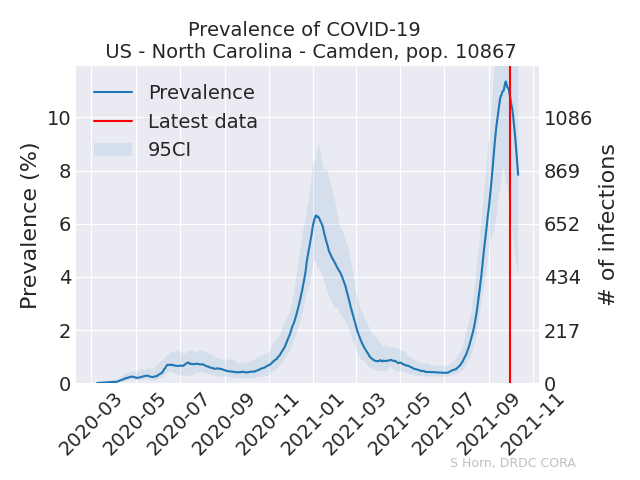 Prevalence of COVID-19
US - North Carolina - Camden, pop. 10867
Prevalence
Latest data
95CI
Prevalence (%)
10
8
6
4
2
0
1086
869
652
434
217
0
# of infections
2020-03
2020-05
2020-07
2020-09
2020-11
2021-01
2021-03
2021-05
2021-07
2021-09
2021-11
S Horn, DRDC CORA